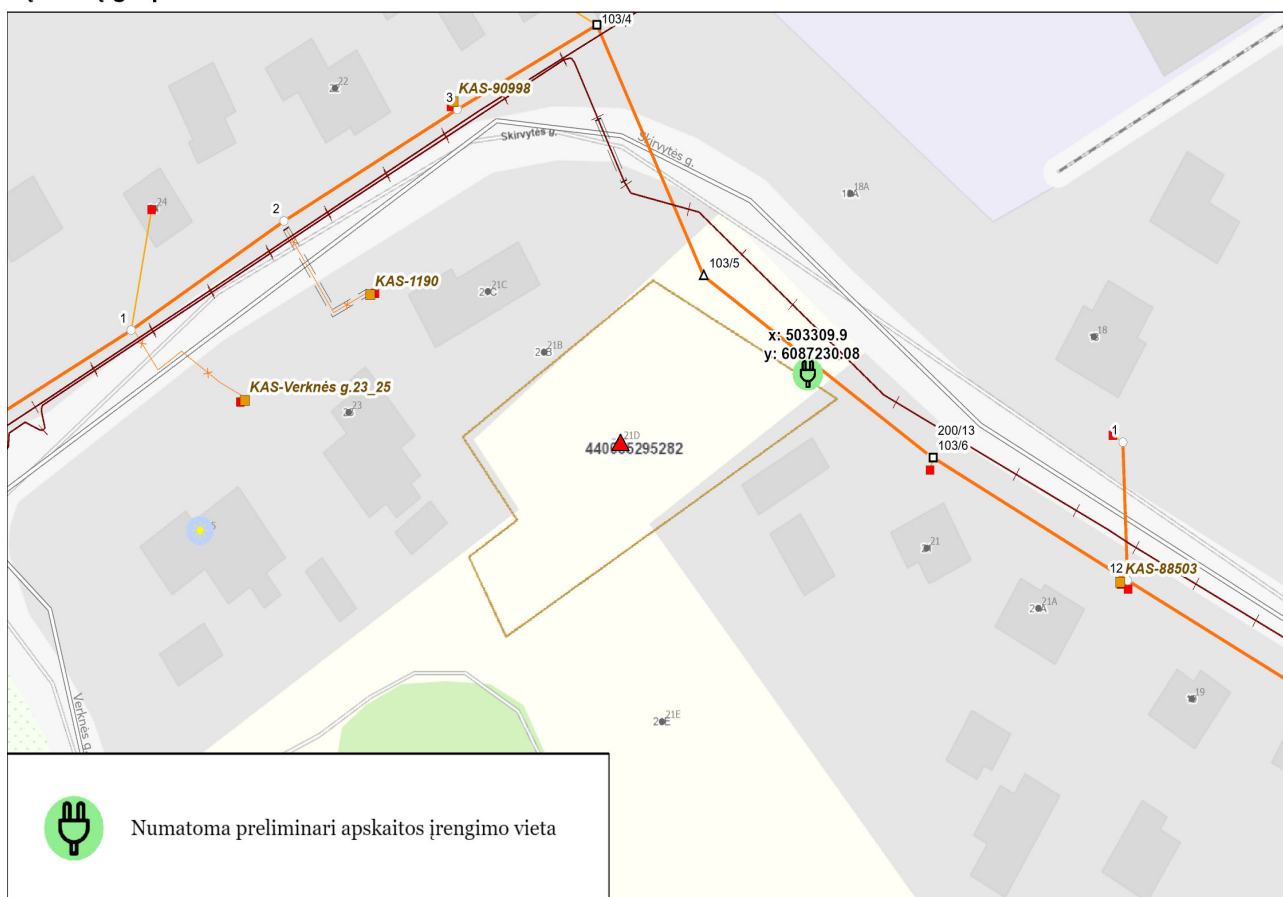 103/4
22
KAS-90998
3
Skirvytės g.
Skirvytės g.
24
18A
2
103/5
KAS-1190
21C
x: 503309.9
y: 6087230.08
18
1
21B
KAS-Verknės g.23_25
23
21D
200/13
103/6
1
21
12
KAS-88503
21A
19
21E
Verknės g.
Numatoma preliminari apskaitos įrengimo vieta